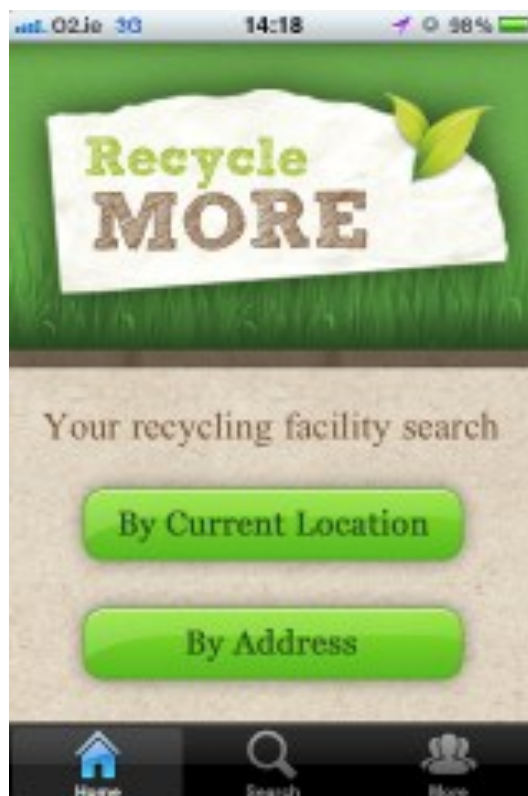 O2.ie 3G 14:18 98%
Recycle
MORE
Your recycling facility search
By Current Location
By Address
Home Search More